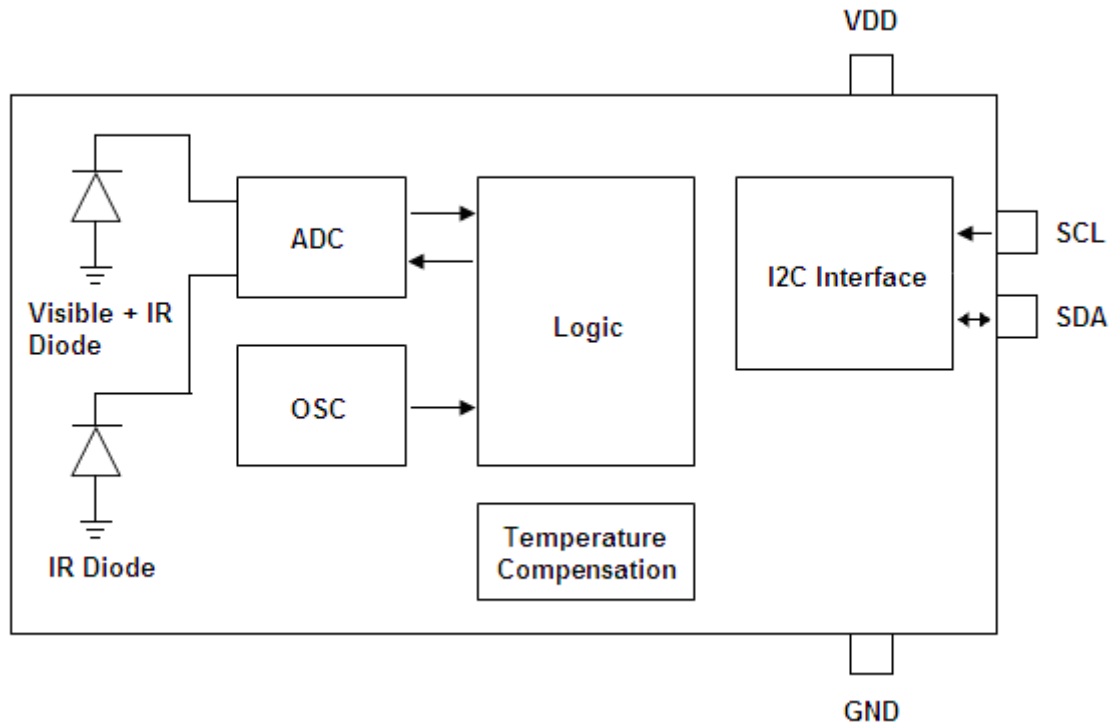 VDD
ADC
SCL
I2C Interface
Visible + IR
Diode
SDA
Logic
OSC
Temperature
Compensation
IR Diode
GND